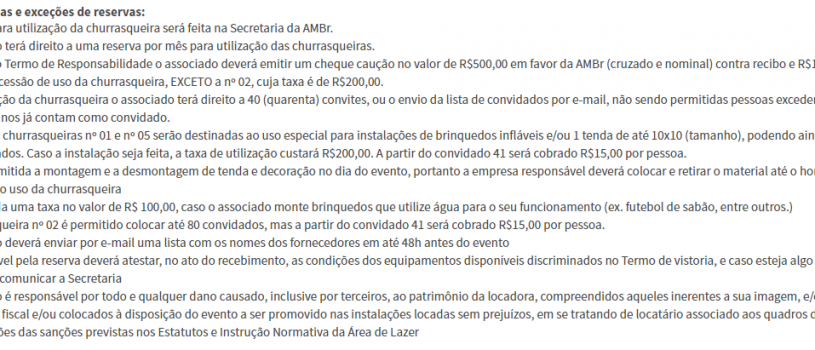 as e exceções de reservas:
ara utilização da churrasqueira será feita na Secretaria da AMBr.
o terá direito a uma reserva por mês para utilização das churrasqueiras.
o Termo de Responsabilidade o associado deverá emitir um cheque caução no valor de R$500,00 em favor da AMBr (cruzado e nominal) contra recibo e R$1
cessão de uso da churrasqueira, EXCETO a nº 02, cuja taxa é de R$200,00.
ção da churrasqueira o associado terá direito a 40 (quarenta) convites, ou o envio da lista de convidados por e-mail, não sendo permitidas pessoas excede
nos já contam como convidado.
churrasqueiras nº 01 e nº 05 serão destinadas ao uso especial para instalações de brinquedos infláveis e/ou 1 tenda de até 10x10 (tamanho), podendo ain
dos. Caso a instalação seja feita, a taxa de utilização custará R$200,00. A partir do convidado 41 será cobrado R$15,00 por pessoa.
mitida a montagem e a desmontagem de tenda e decoração no dia do evento, portanto a empresa responsável deverá colocar e retirar o material até o ho
o uso da churrasqueira
da uma taxa no valor de R$ 100,00, caso o associado monte brinquedos que utilize água para o seu funcionamento (ex. futebol de sabão, entre outros.)
queira nº 02 é permitido colocar até 80 convidados, mas a partir do convidado 41 será cobrado R$15,00 por pessoa.
o deverá enviar por e-mail uma lista com os nomes dos fornecedores em até 48h antes do evento
vel pela reserva deverá atestar, no ato do recebimento, as condições dos equipamentos disponíveis discriminados no Termo de vistoria, e caso esteja algo
comunicar a Secretaria
o é responsável por todo e qualquer dano causado, inclusive por terceiros, ao patrimônio da locadora, compreendidos aqueles inerentes a sua imagem, e/
fiscal e/ou colocados à disposição do evento a ser promovido nas instalações locadas sem prejuízos, em se tratando de locatário associado aos quadros d
ões das sanções previstas nos Estatutos e Instrução Normativa da Área de Lazer